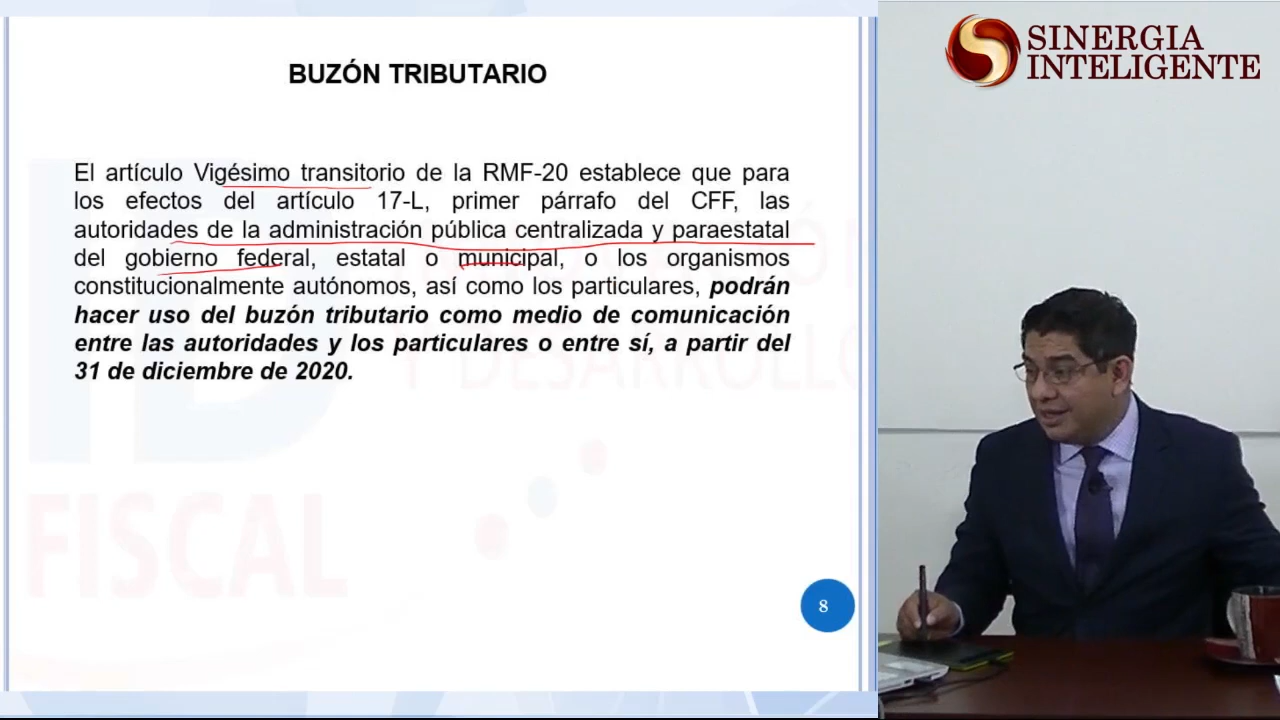 BUZÓN TRIBUTARIO
El artículo Vigésimo transitorio de la RMF-20 establece que para
los efectos del artículo 17-L, primer párrafo del CFF, las
autoridades de la administración pública centralizada y paraestatal
del gobierno federal, estatal o municipal, o los organismos
constitucionalmente autónomos, así como los particulares, podrán
hacer uso del buzón tributario como medio de comunicación
entre las autoridades y los particulares o entre sí, a partir del
31 de diciembre de 2020.
FISCAL
Y DESARROLLO
8
SINERGIA
INTELIGENTE